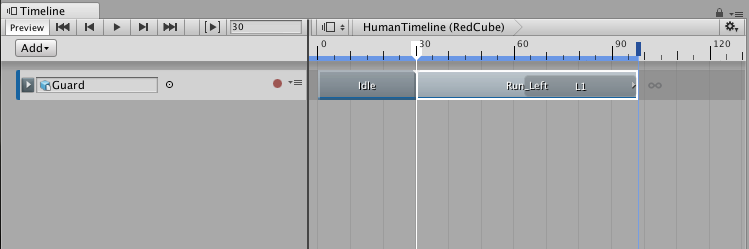 Timeline
Preview 30 HumanTimeline (RedCube)
Add 0 30 60 90 120
Guard Idle Run_Left L1